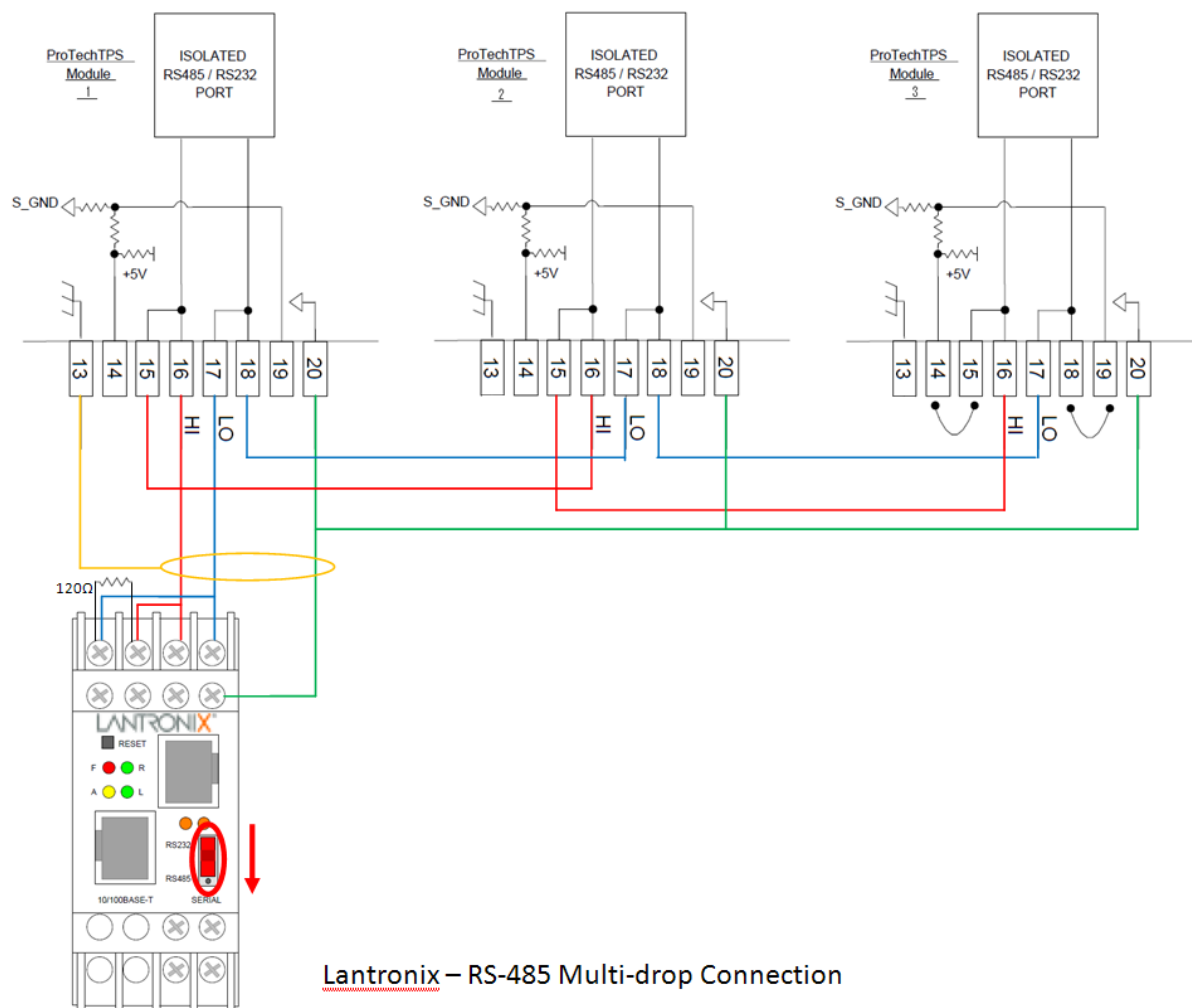 ProTechTPS
Module
1
ISOLATED
RS485 / RS232
PORT
S_GND
+5V
13
14
15
16
17
18
19
20
HI
LO
ProTechTPS
Module
2
ISOLATED
RS485 / RS232
PORT
S_GND
+5V
13
14
15
16
17
18
19
20
HI
LO
ProTechTPS
Module
3
ISOLATED
RS485 / RS232
PORT
S_GND
+5V
13
14
15
16
17
18
19
20
HI
LO
120Ω
LANTRONIX®
RESET
F R
A L
RS232
RS485
10/100BASE-T SERIAL
Lantronix – RS-485 Multi-drop Connection